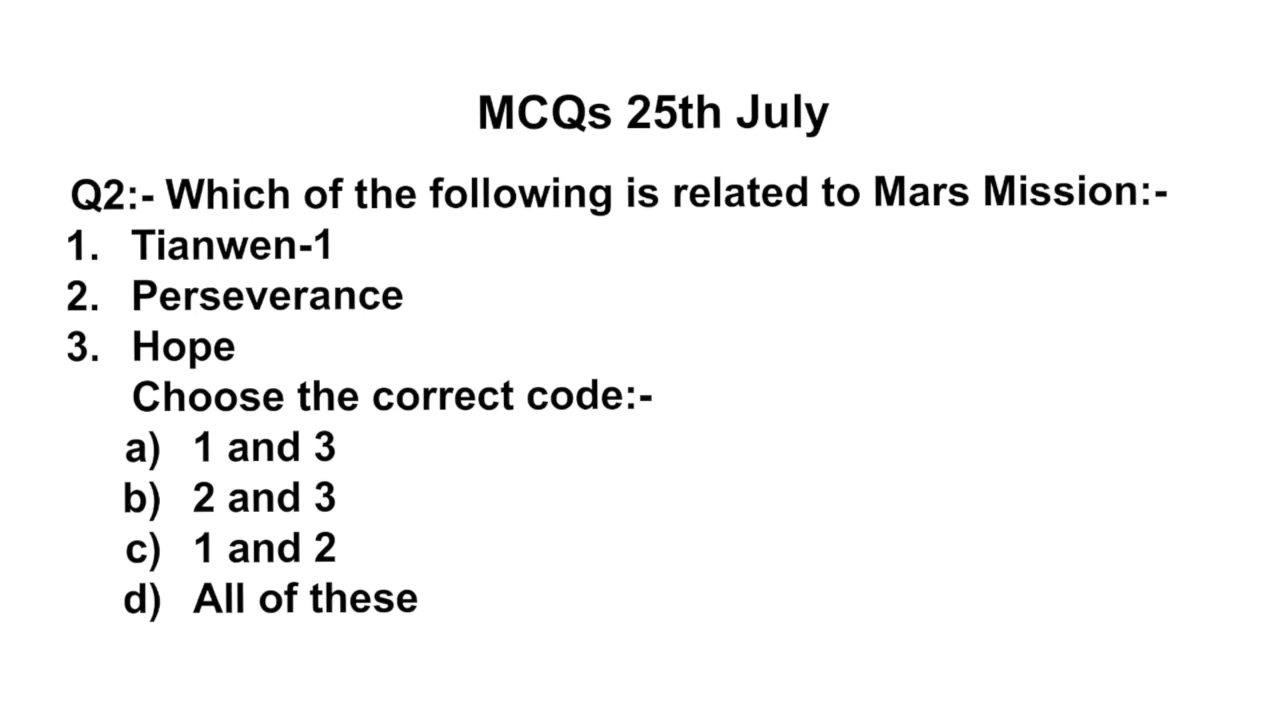 MCQs 25th July
Q2:- Which of the following is related to Mars Mission:-
1. Tianwen-1
2. Perseverance
3. Hope
Choose the correct code:-
a) 1 and 3
b) 2 and 3
c) 1 and 2
d) All of these